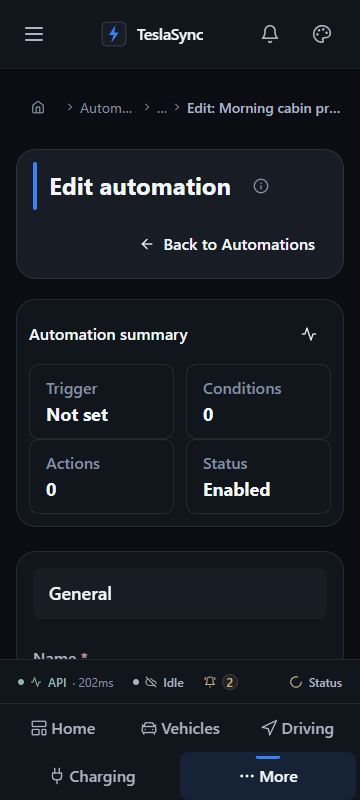 TeslaSync
Autom... ... Edit: Morning cabin pr...
Edit automation
Back to Automations
Automation summary
Trigger
Not set
Conditions
0
Actions
0
Status
Enabled
General
Name *
API · 202ms Idle 2 Status
Home Vehicles Driving
Charging ··· More